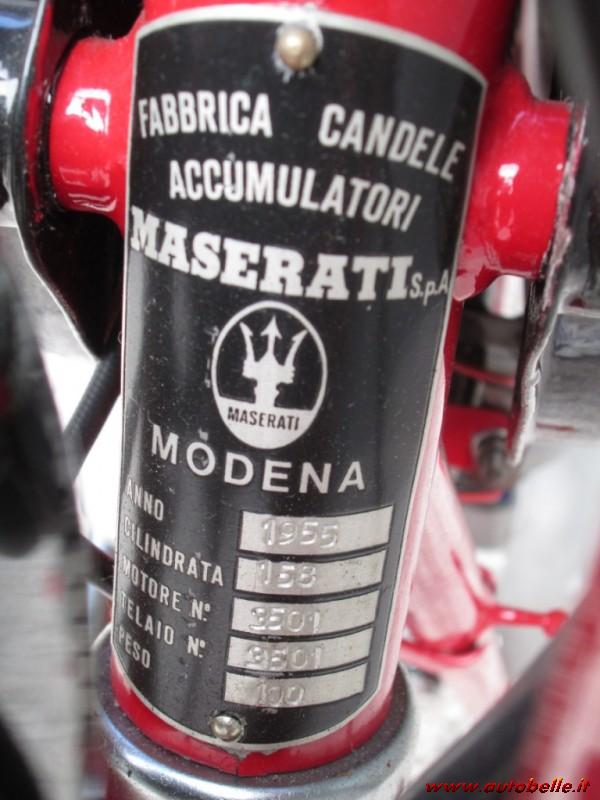 FABBRICA CANDELE
ACCUMULATORI
MASERATI S.p.A
MASERATI
MODENA
ANNO 1955
CILINDRATA 158
MOTORE N°. 3501
TELAIO N°. 3501
PESO 100
www.autobelle.it